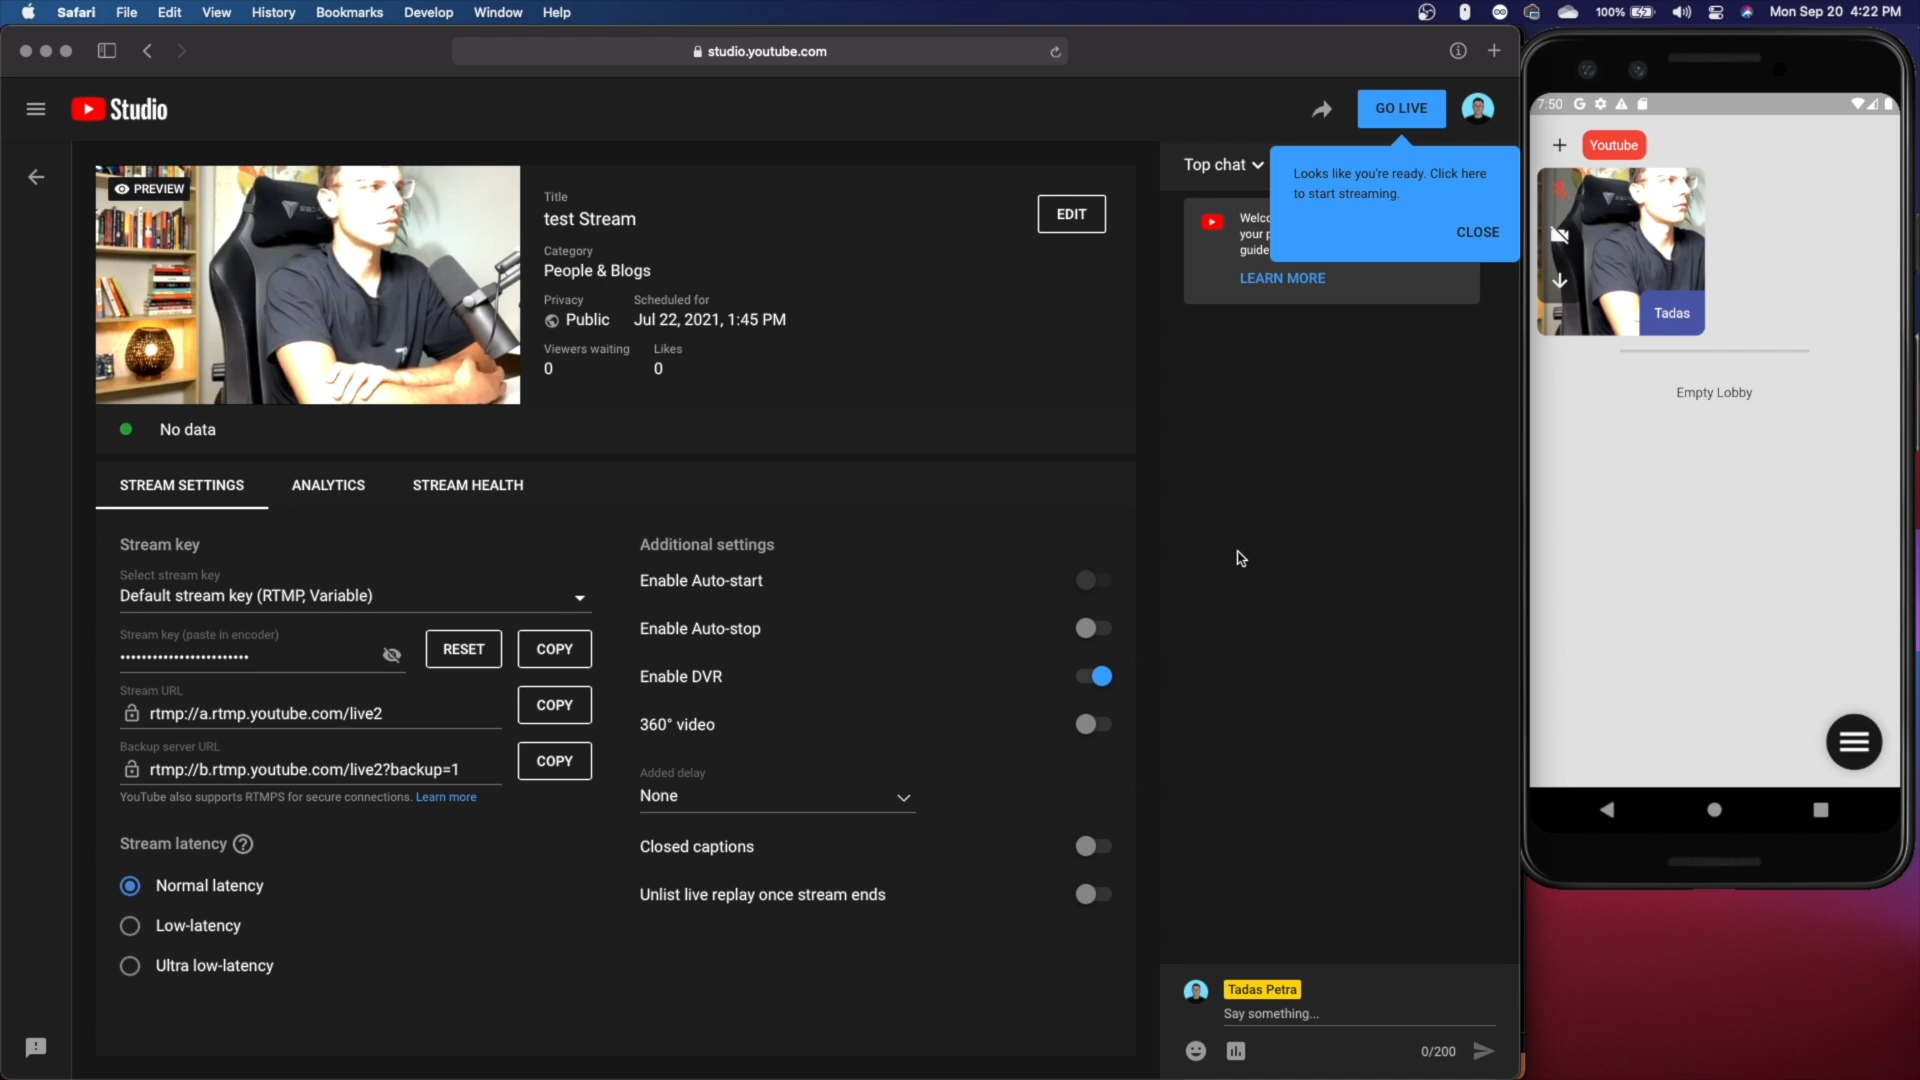 Safari File Edit View History Bookmarks Develop Window Help
100% Mon Sep 20 4:22 PM
studio.youtube.com
Studio
GO LIVE
PREVIEW
Title
test Stream
EDIT
Category
People & Blogs
Privacy Scheduled for
Public Jul 22, 2021, 1:45 PM
Viewers waiting Likes
0 0
No data
Top chat
Looks like you're ready. Click here
to start streaming.
CLOSE
Welco
your p
guide
LEARN MORE
STREAM SETTINGS ANALYTICS STREAM HEALTH
Stream key
Select stream key
Default stream key (RTMP, Variable)
Stream key (paste in encoder)
•••••••••••••••••••••••• RESET COPY
Stream URL
rtmp://a.rtmp.youtube.com/live2 COPY
Backup server URL
rtmp://b.rtmp.youtube.com/live2?backup=1 COPY
YouTube also supports RTMPS for secure connections. Learn more
Stream latency ?
Normal latency
Low-latency
Ultra low-latency
Additional settings
Enable Auto-start
Enable Auto-stop
Enable DVR
360° video
Added delay
None
Closed captions
Unlist live replay once stream ends
Tadas Petra
Say something...
0/200
7:50 G
+ Youtube
Tadas
Empty Lobby